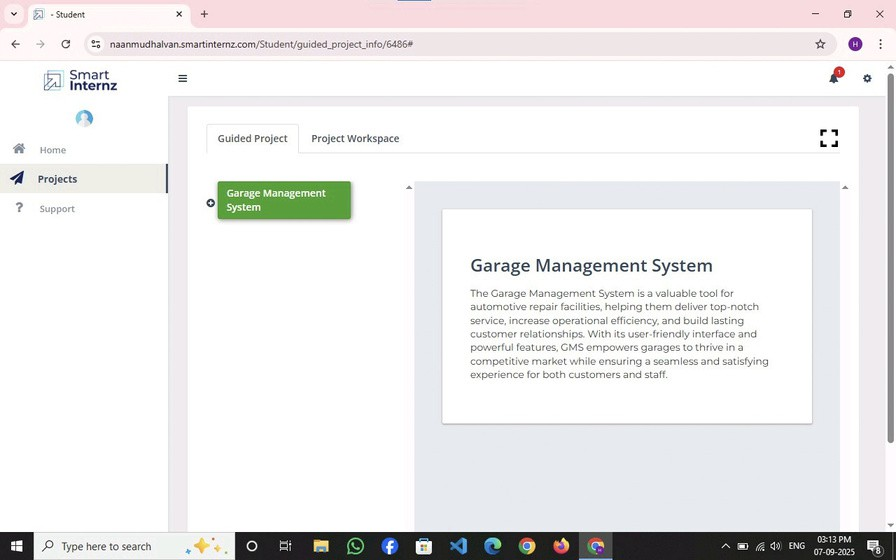 - Student
naanmudhalvan.smartinternz.com/Student/guided_project_info/6486#
H
Smart
Internz
1
Home
Projects
Support
Guided Project
Project Workspace
Garage Management
System
Garage Management System
The Garage Management System is a valuable tool for
automotive repair facilities, helping them deliver top-notch
service, increase operational efficiency, and build lasting
customer relationships. With its user-friendly interface and
powerful features, GMS empowers garages to thrive in a
competitive market while ensuring a seamless and satisfying
experience for both customers and staff.
Type here to search
ENG
03:13 PM
07-09-2025
8